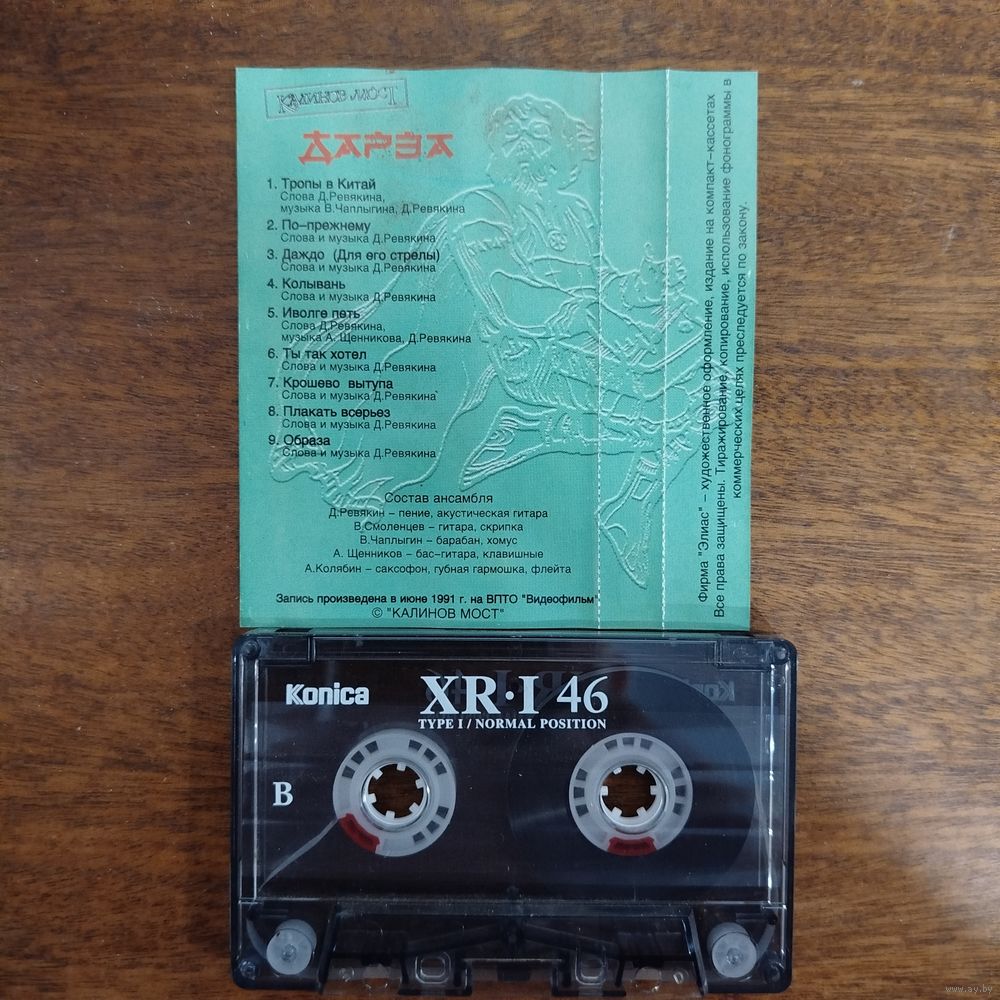 КАЛИНОВ МОСТ
ДАРЗА
1. Тропы в Китай
Слова Д.Ревякина,
музыка В.Чаплыгина, Д.Ревякина
2. По-прежнему
Слова и музыка Д.Ревякина
3. Даждо (Для его стрелы)
Слова и музыка Д.Ревякина
4. Колывань
Слова и музыка Д.Ревякина
5. Иволге петь
Слова Д.Ревякина,
музыка А. Щенникова, Д.Ревякина
6. Ты так хотел
Слова и музыка Д.Ревякина
7. Крошево вытупа
Слова и музыка Д.Ревякина
8. Плакать всерьез
Слова и музыка Д.Ревякина
9. Образа
Слова и музыка Д.Ревякина
Состав ансамбля
Д.Ревякин - пение, акустическая гитара
В.Смоленцев - гитара, скрипка
В.Чаплыгин - барабан, хомус
А. Щенников - бас-гитара, клавишные
А.Колябин - саксофон, губная гармошка, флейта
Запись произведена в июне 1991 г. на ВПТО "Видеофильм"
© "КАЛИНОВ МОСТ"
Фирма "Элиас" - художественное оформление, издание на компакт-кассетах
Все права защищены. Тиражирование, копирование, использование фонограммы в
коммерческих целях преследуется по закону.
Konica
XR·I 46
TYPE I / NORMAL POSITION
B
www.ay.by